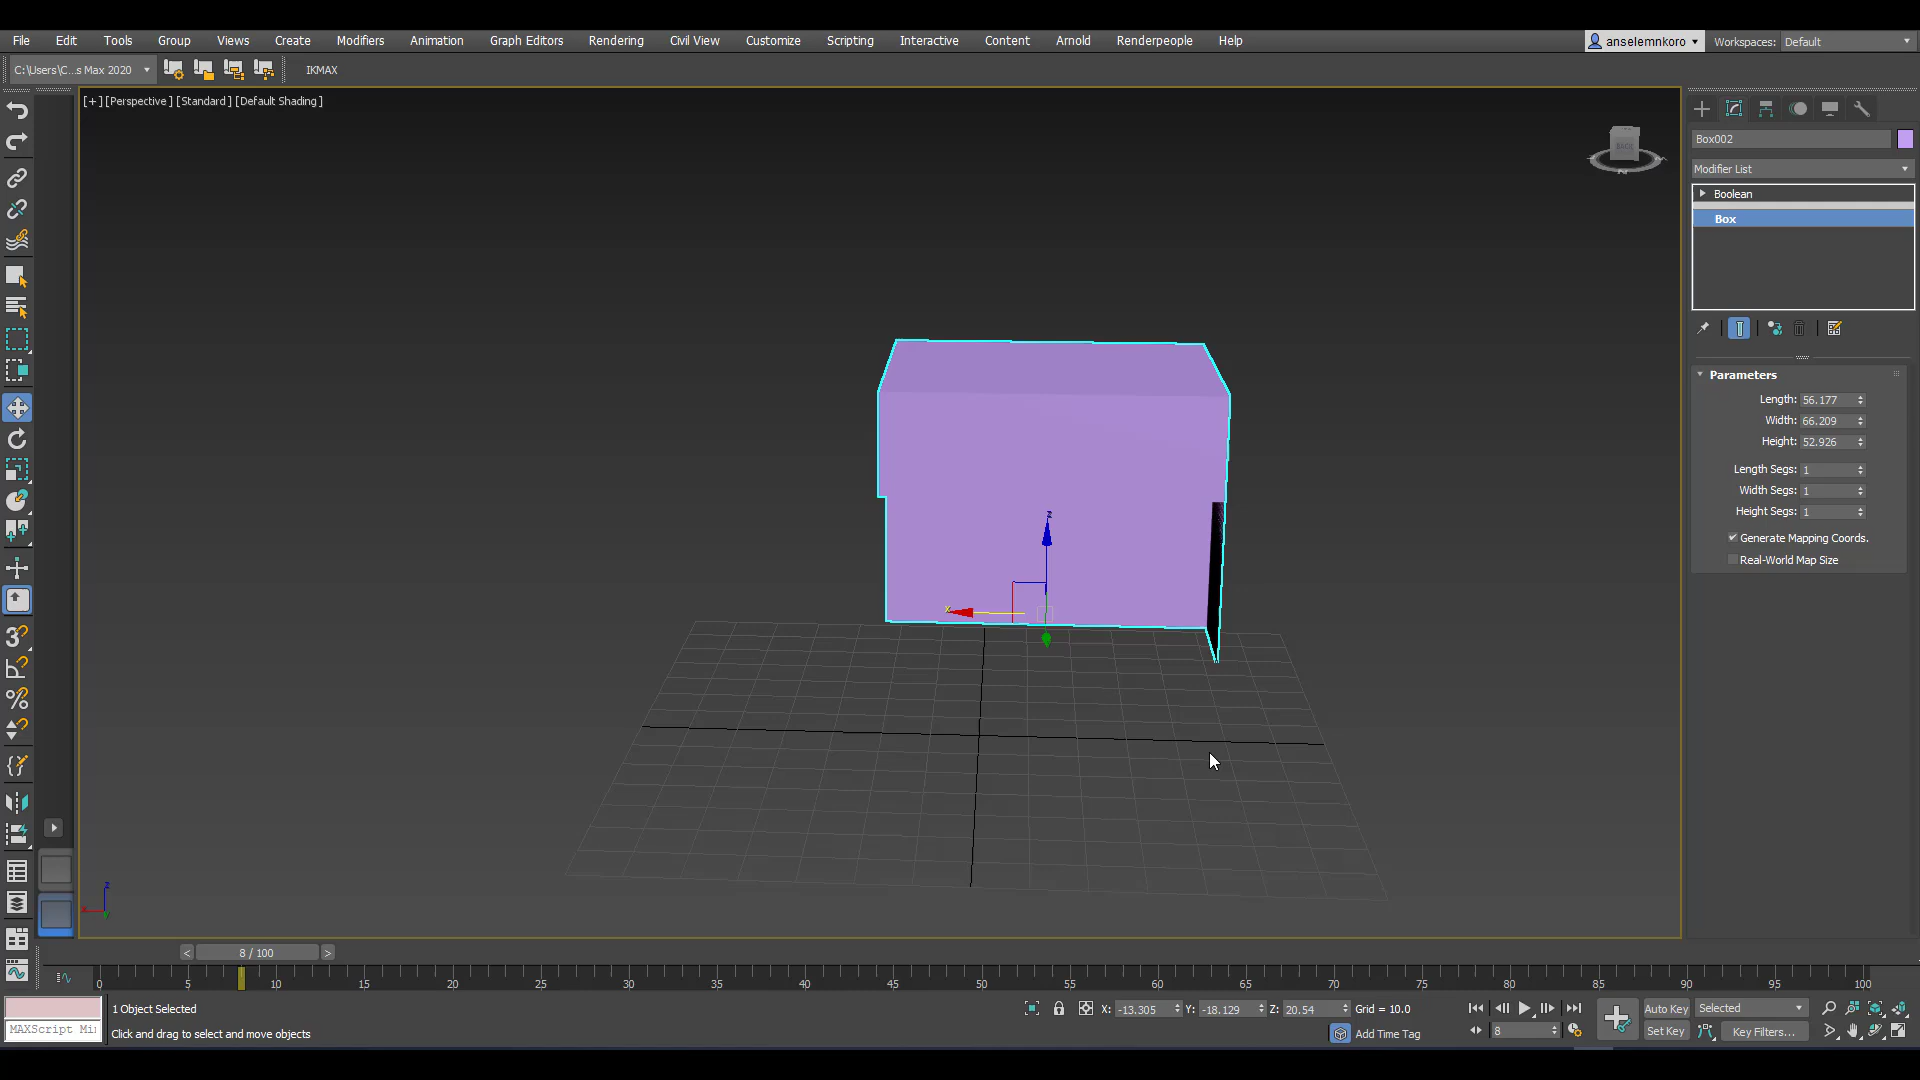 File Edit Tools Group Views Create Modifiers Animation Graph Editors Rendering Civil View Customize Scripting Interactive Content Arnold Renderpeople Help anselemnkoro Workspaces: Default
C:\Users\C...s Max 2020 IKMAX
[+] [Perspective ] [Standard ] [Default Shading ]
Box002
Modifier List
Boolean
Box
Parameters
Length: 56.177
Width: 66.209
Height: 52.926
Length Segs: 1
Width Segs: 1
Height Segs: 1
Generate Mapping Coords.
Real-World Map Size
z
x
z
x
< 8 / 100 >
0 5 10 15 20 25 30 35 40 45 50 55 60 65 70 75 80 85 90 95 100
1 Object Selected X: -13.305 Y: -18.129 Z: 20.54 Grid = 10.0 Auto Key Selected
MAXScript Mi Click and drag to select and move objects Add Time Tag 8 Set Key Key Filters...